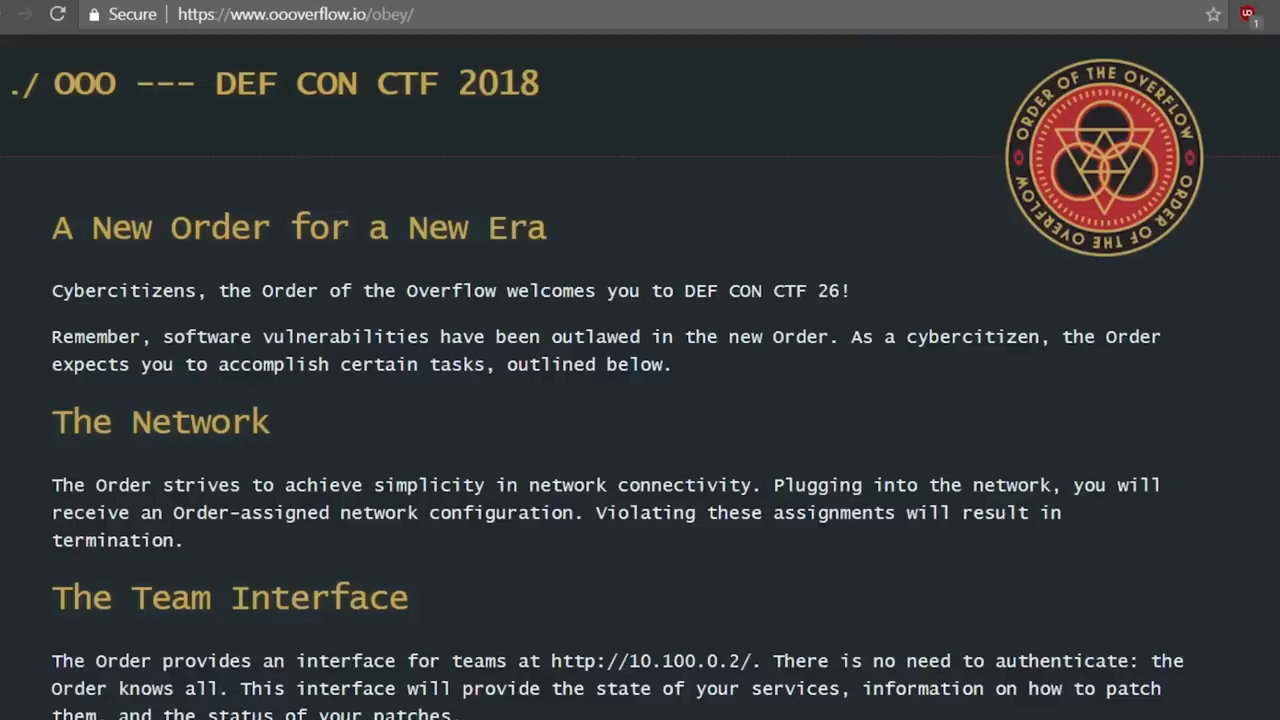 Secure
https://www.oooverflow.io/obey/
1
./ OOO --- DEF CON CTF 2018
ORDER OF THE OVERFLOW
ORDER OF THE OVERFLOW
A New Order for a New Era
Cybercitizens, the Order of the Overflow welcomes you to DEF CON CTF 26!
Remember, software vulnerabilities have been outlawed in the new Order. As a cybercitizen, the Order
expects you to accomplish certain tasks, outlined below.
The Network
The Order strives to achieve simplicity in network connectivity. Plugging into the network, you will
receive an Order-assigned network configuration. Violating these assignments will result in
termination.
The Team Interface
The Order provides an interface for teams at http://10.100.0.2/. There is no need to authenticate: the
Order knows all. This interface will provide the state of your services, information on how to patch
them, and the status of your patches.